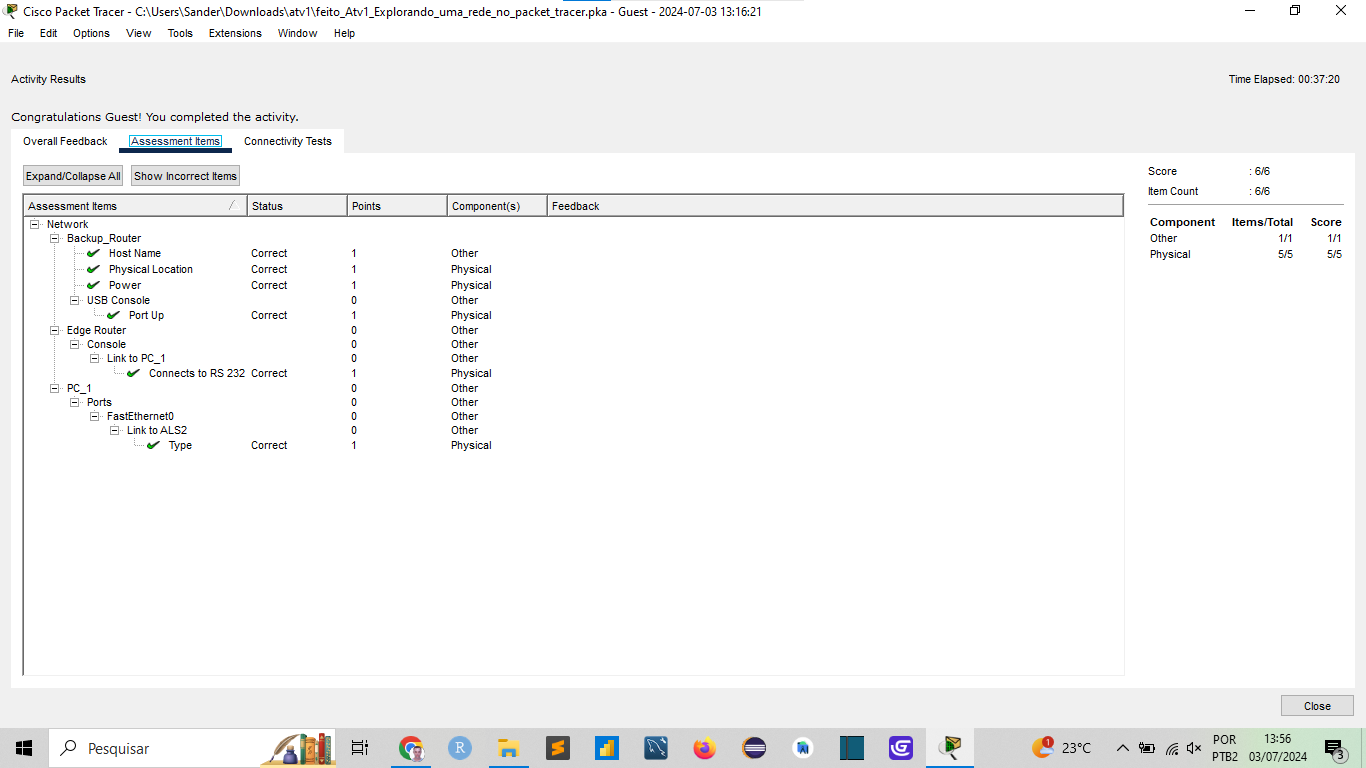 Cisco Packet Tracer - C:\Users\Sander\Downloads\atv1\feito_Atv1_Explorando_uma_rede_no_packet_tracer.pka - Guest - 2024-07-03 13:16:21
File Edit Options View Tools Extensions Window Help
Activity Results Time Elapsed: 00:37:20
Congratulations Guest! You completed the activity.
Overall Feedback Assessment Items Connectivity Tests
Expand/Collapse All Show Incorrect Items
Assessment Items Status Points Component(s) Feedback
Network
Backup_Router
Host Name Correct 1 Other
Physical Location Correct 1 Physical
Power Correct 1 Physical
USB Console 0 Other
Port Up Correct 1 Physical
Edge Router 0 Other
Console 0 Other
Link to PC_1 0 Other
Connects to RS 232 Correct 1 Physical
PC_1 0 Other
Ports 0 Other
FastEthernet0 0 Other
Link to ALS2 0 Other
Type Correct 1 Physical
Score : 6/6
Item Count : 6/6
Component Items/Total Score
Other 1/1 1/1
Physical 5/5 5/5
Close
Pesquisar
R
1
23°C
POR
PTB2
13:56
03/07/2024
3